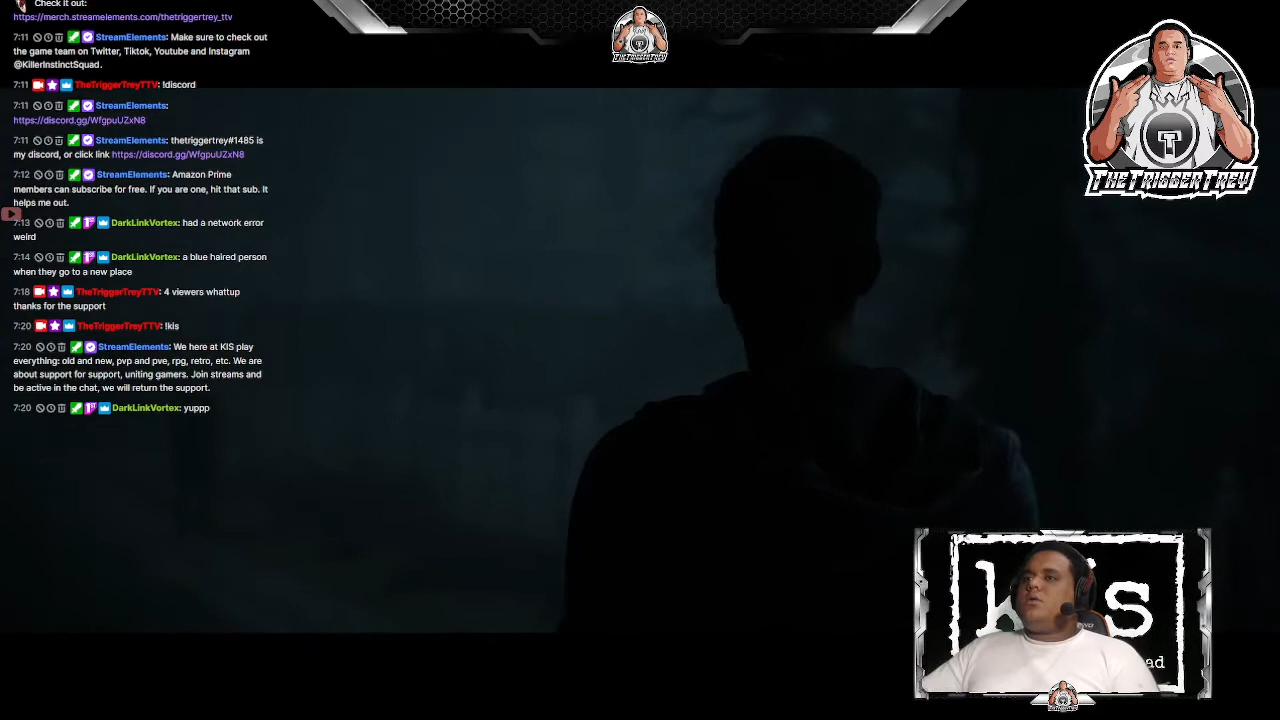 Check it out:
https://merch.streamelements.com/thetriggertrey_ttv
7:11 StreamElements: Make sure to check out
the game team on Twitter, Tiktok, Youtube and Instagram
@KillerInstinctSquad.
7:11 TheTriggerTreyTTV: !discord
7:11 StreamElements:
https://discord.gg/WfgpuUZxN8
7:11 StreamElements: thetriggertrey#1485 is
my discord, or click link https://discord.gg/WfgpuUZxN8
7:12 StreamElements: Amazon Prime
members can subscribe for free. If you are one, hit that sub. It
helps me out.
7:13 DarkLinkVortex: had a network error
weird
7:14 DarkLinkVortex: a blue haired person
when they go to a new place
7:18 TheTriggerTreyTTV: 4 viewers whattup
thanks for the support
7:20 TheTriggerTreyTTV: !kis
7:20 StreamElements: We here at KIS play
everything: old and new, pvp and pve, rpg, retro, etc. We are
about support for support, uniting gamers. Join streams and
be active in the chat, we will return the support.
7:20 DarkLinkVortex: yuppp
THETRIGGERTREY
T
THETRIGGERTREY
k s
ad